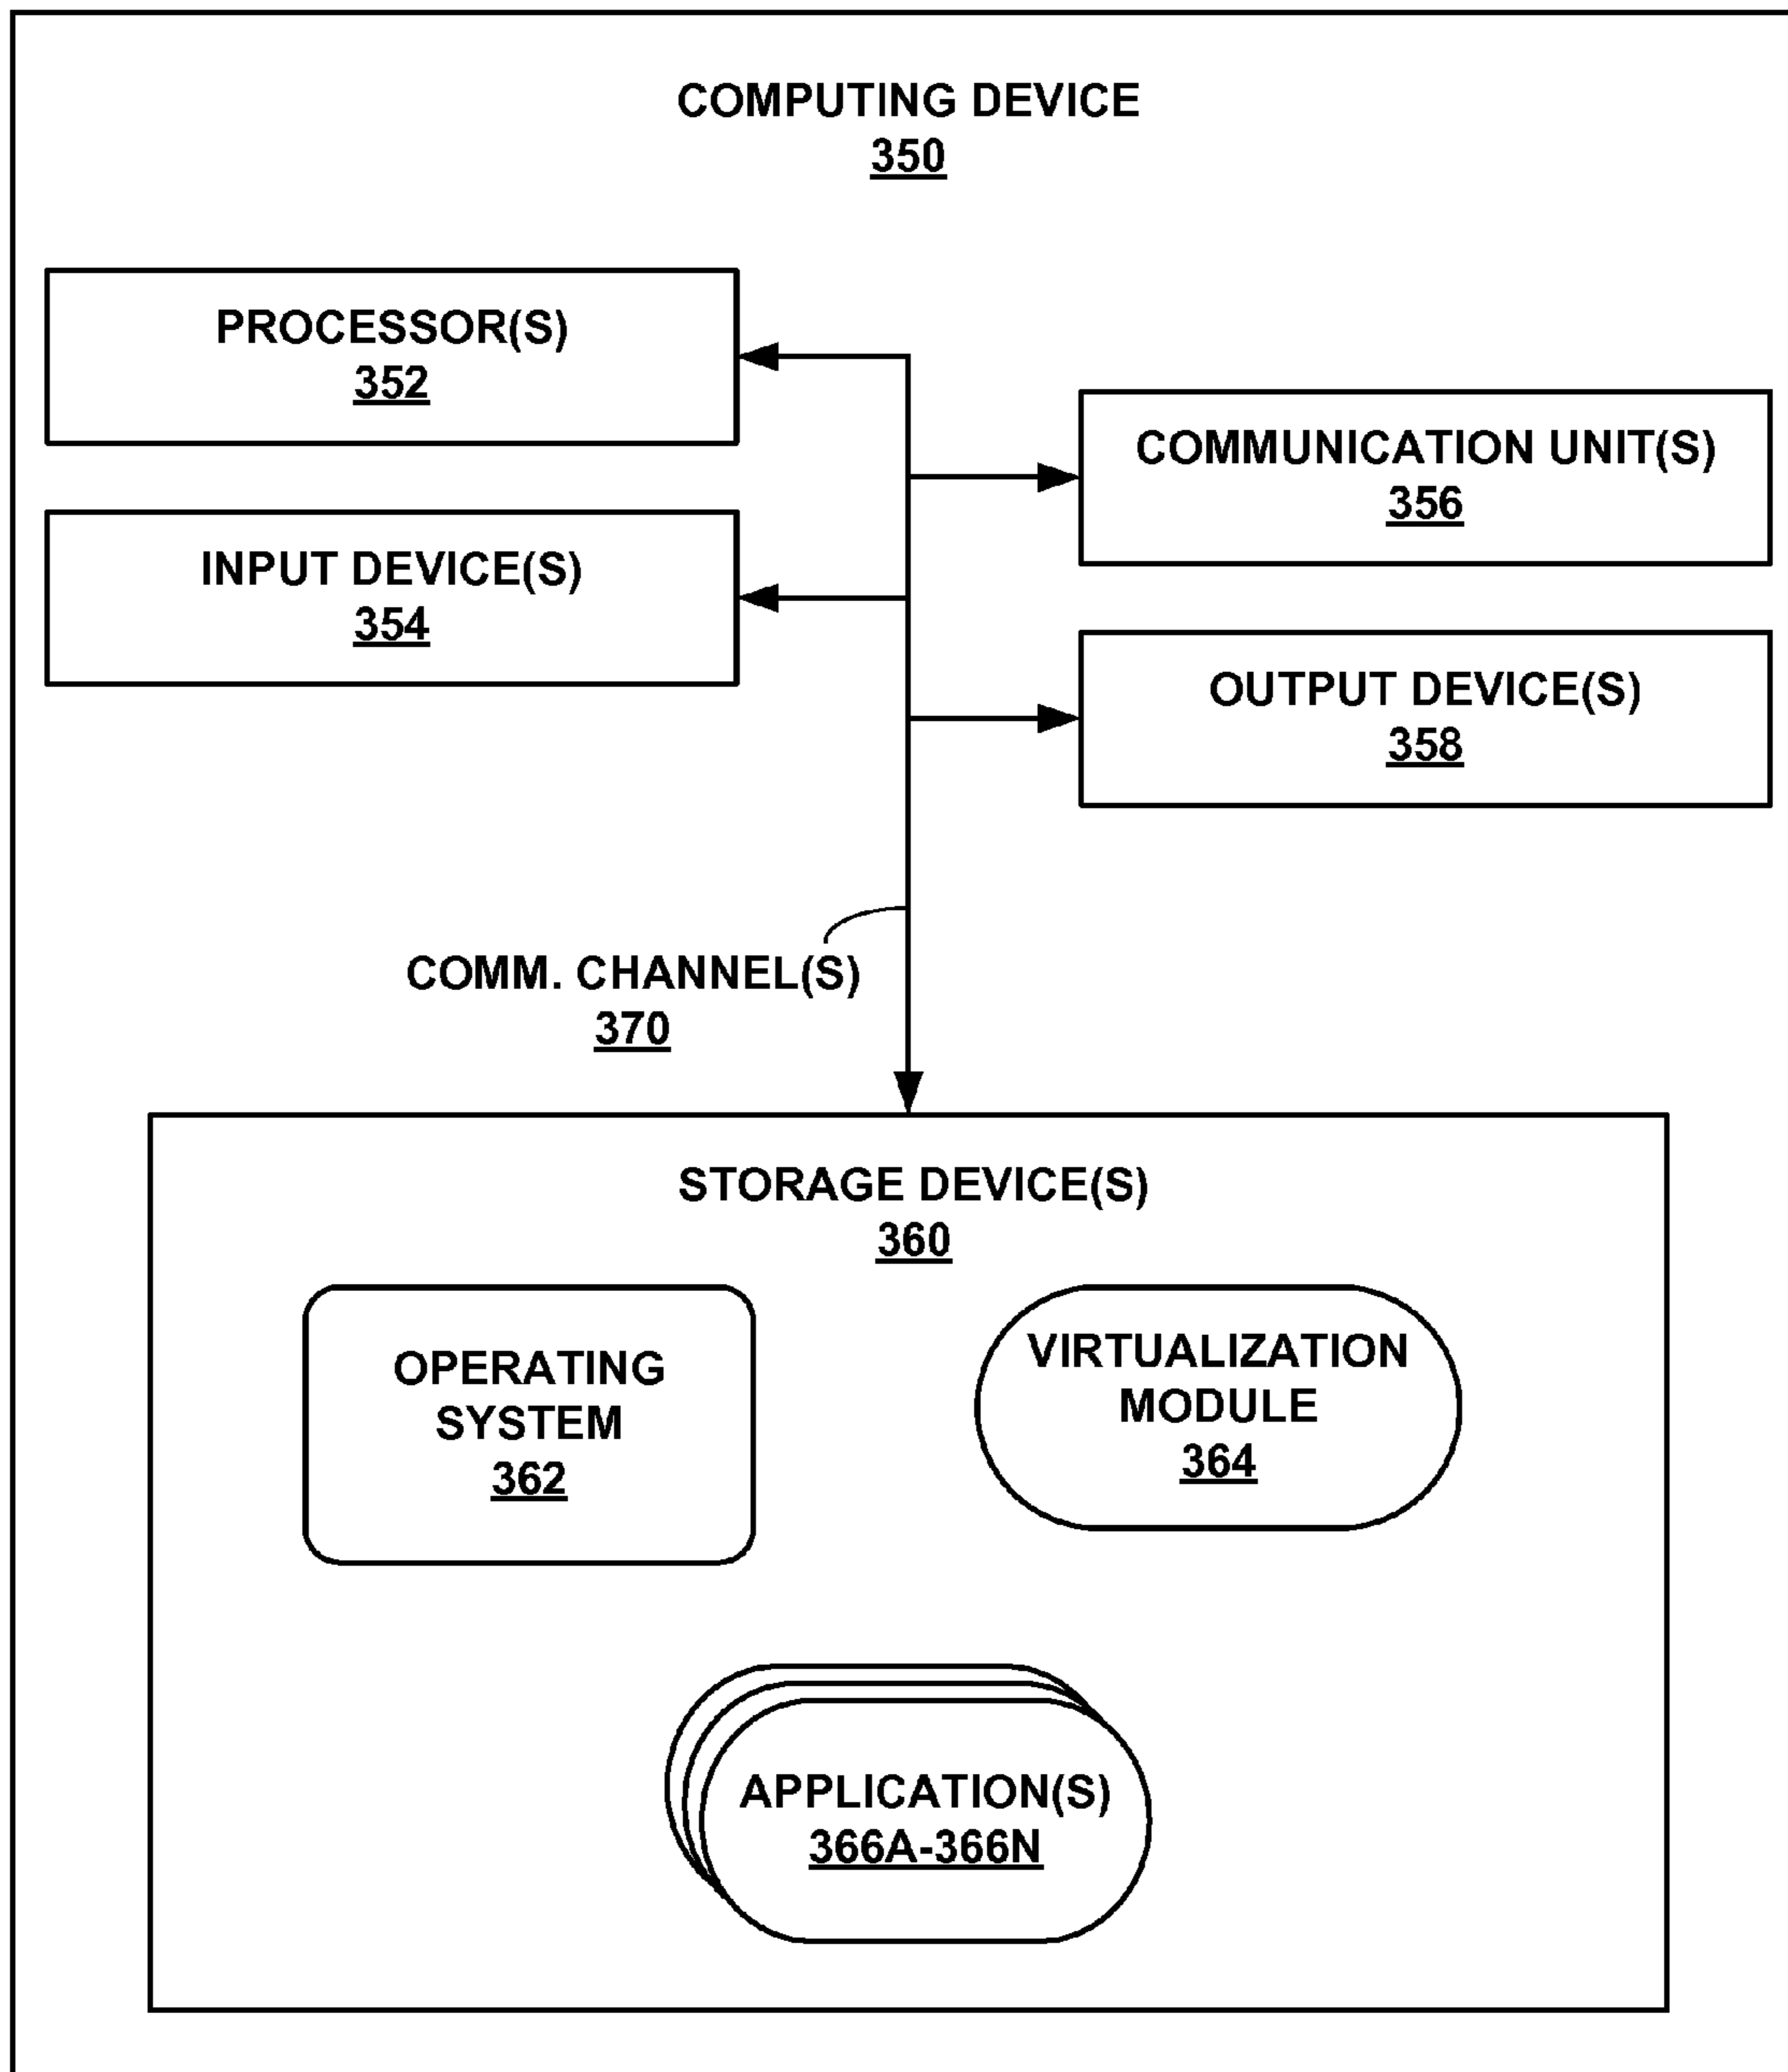 COMPUTING DEVICE
350
PROCESSOR(S)
352
COMMUNICATION UNIT(S)
356
INPUT DEVICE(S)
354
OUTPUT DEVICE(S)
358
COMM. CHANNEL(S)
370
STORAGE DEVICE(S)
360
OPERATING
SYSTEM
362
VIRTUALIZATION
MODULE
364
APPLICATION(S)
366A-366N